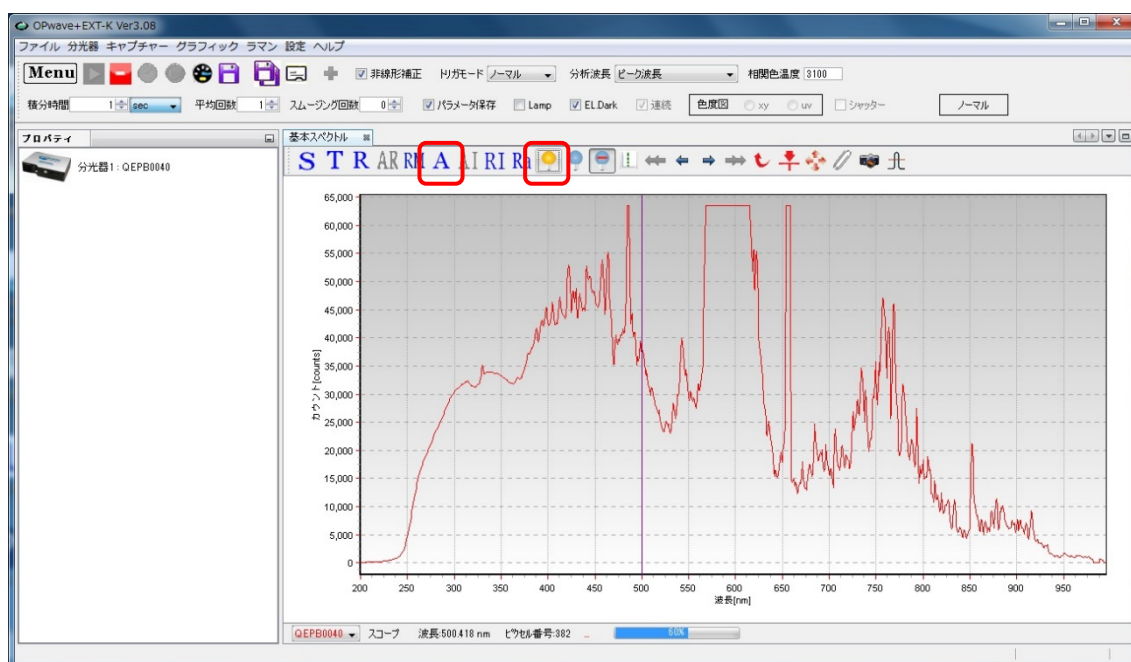 OPwave+EXT-K Ver3.08
ファイル 分光器 キャプチャー グラフィック ラマン 設定 ヘルプ
Menu 非線形補正 トリガモード ノーマル 分析波長 ピーク波長 相関色温度 3100
積分時間 1 sec 平均回数 1 スムージング回数 0 パラメータ保存 Lamp EL.Dark 連続 色度図 xy uv シャッター ノーマル
プロパティ
分光器1 : QEPB0040
基本スペクトル
S T R AR RM A AI RI Ra
65,000
60,000
55,000
50,000
45,000
40,000
35,000
30,000
25,000
20,000
15,000
10,000
5,000
0
カウント[counts]
200 250 300 350 400 450 500 550 600 650 700 750 800 850 900 950
波長[nm]
QEPB0040 スコープ 波長:500.418 nm ピクセル番号:382 60%